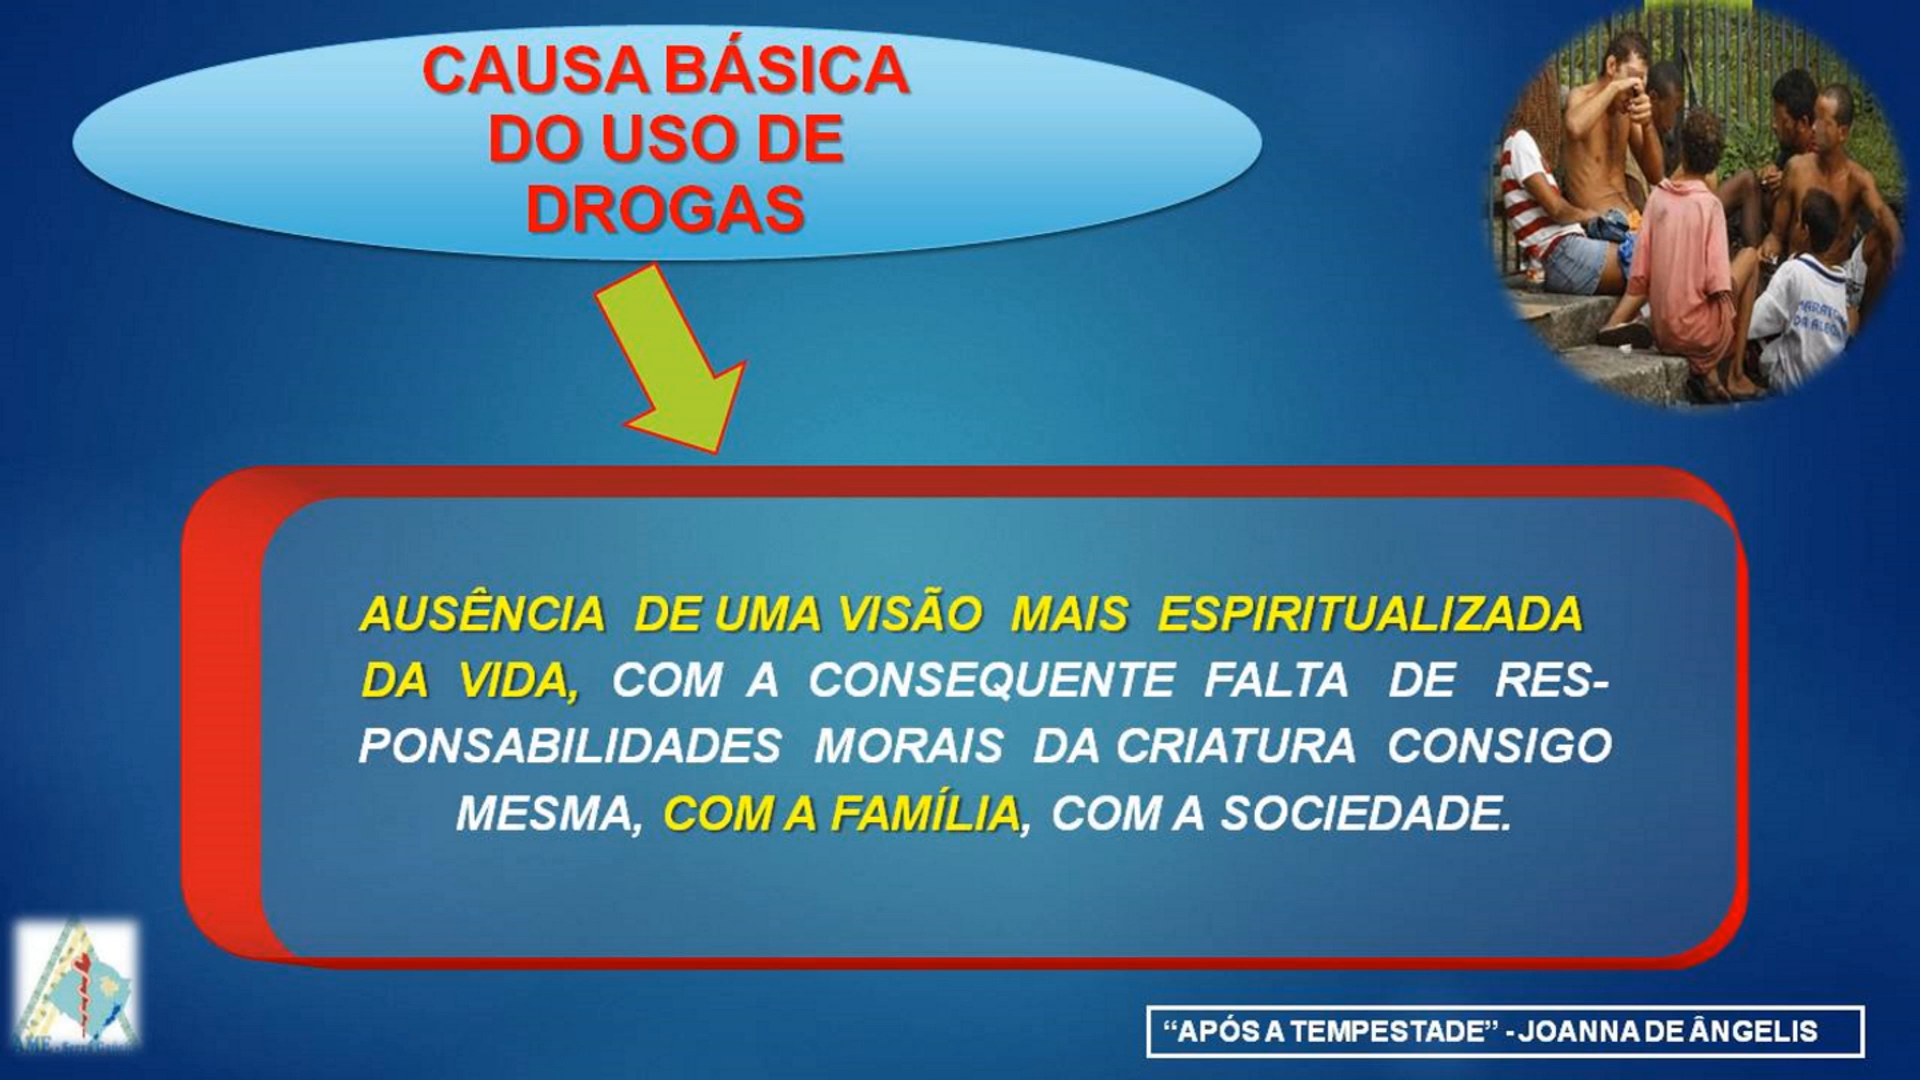 CAUSA BÁSICA
DO USO DE
DROGAS
AUSÊNCIA DE UMA VISÃO MAIS ESPIRITUALIZADA
DA VIDA, COM A CONSEQUENTE FALTA DE RES-
PONSABILIDADES MORAIS DA CRIATURA CONSIGO
MESMA, COM A FAMÍLIA, COM A SOCIEDADE.
“APÓS A TEMPESTADE” - JOANNA DE ÂNGELIS